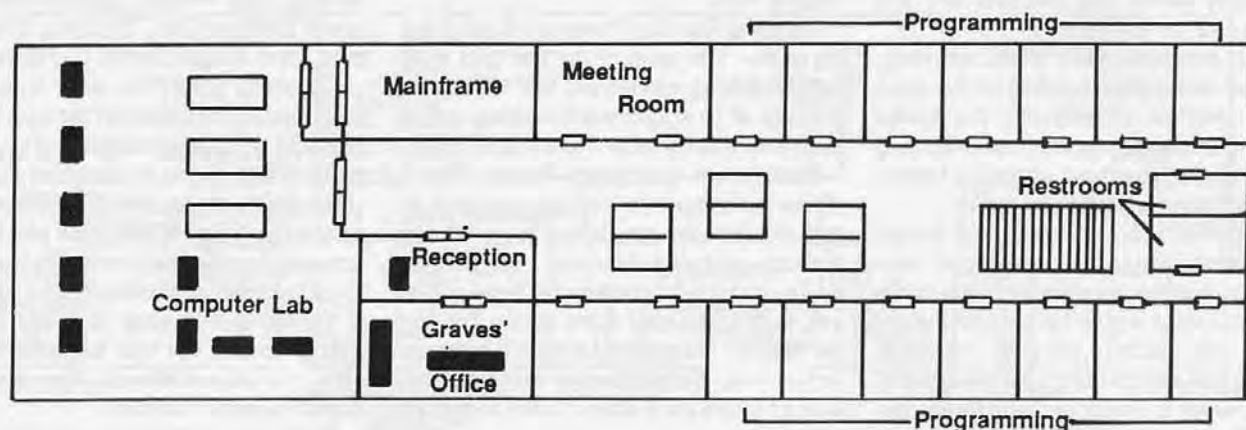 Programming
Mainframe
Meeting
Room
Restrooms
Reception
Computer Lab
Graves'
Office
Programming